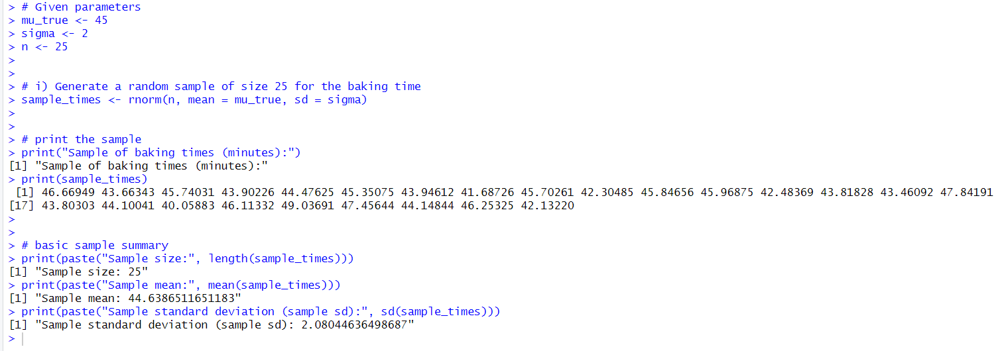 > # Given parameters
> mu_true <- 45
> sigma <- 2
> n <- 25
>
>
> # i) Generate a random sample of size 25 for the baking time
> sample_times <- rnorm(n, mean = mu_true, sd = sigma)
>
>
> # print the sample
> print("Sample of baking times (minutes):")
[1] "Sample of baking times (minutes):"
> print(sample_times)
 [1] 46.66949 43.66343 45.74031 43.90226 44.47625 45.35075 43.94612 41.68726 45.70261 42.30485 45.84656 45.96875 42.48369 43.81828 43.46092 47.84191
[17] 43.80303 44.10041 40.05883 46.11332 49.03691 47.45644 44.14844 46.25325 42.13220
>
>
> # basic sample summary
> print(paste("Sample size:", length(sample_times)))
[1] "Sample size: 25"
> print(paste("Sample mean:", mean(sample_times)))
[1] "Sample mean: 44.6386511651183"
> print(paste("Sample standard deviation (sample sd):", sd(sample_times)))
[1] "Sample standard deviation (sample sd): 2.08044636498687"
>